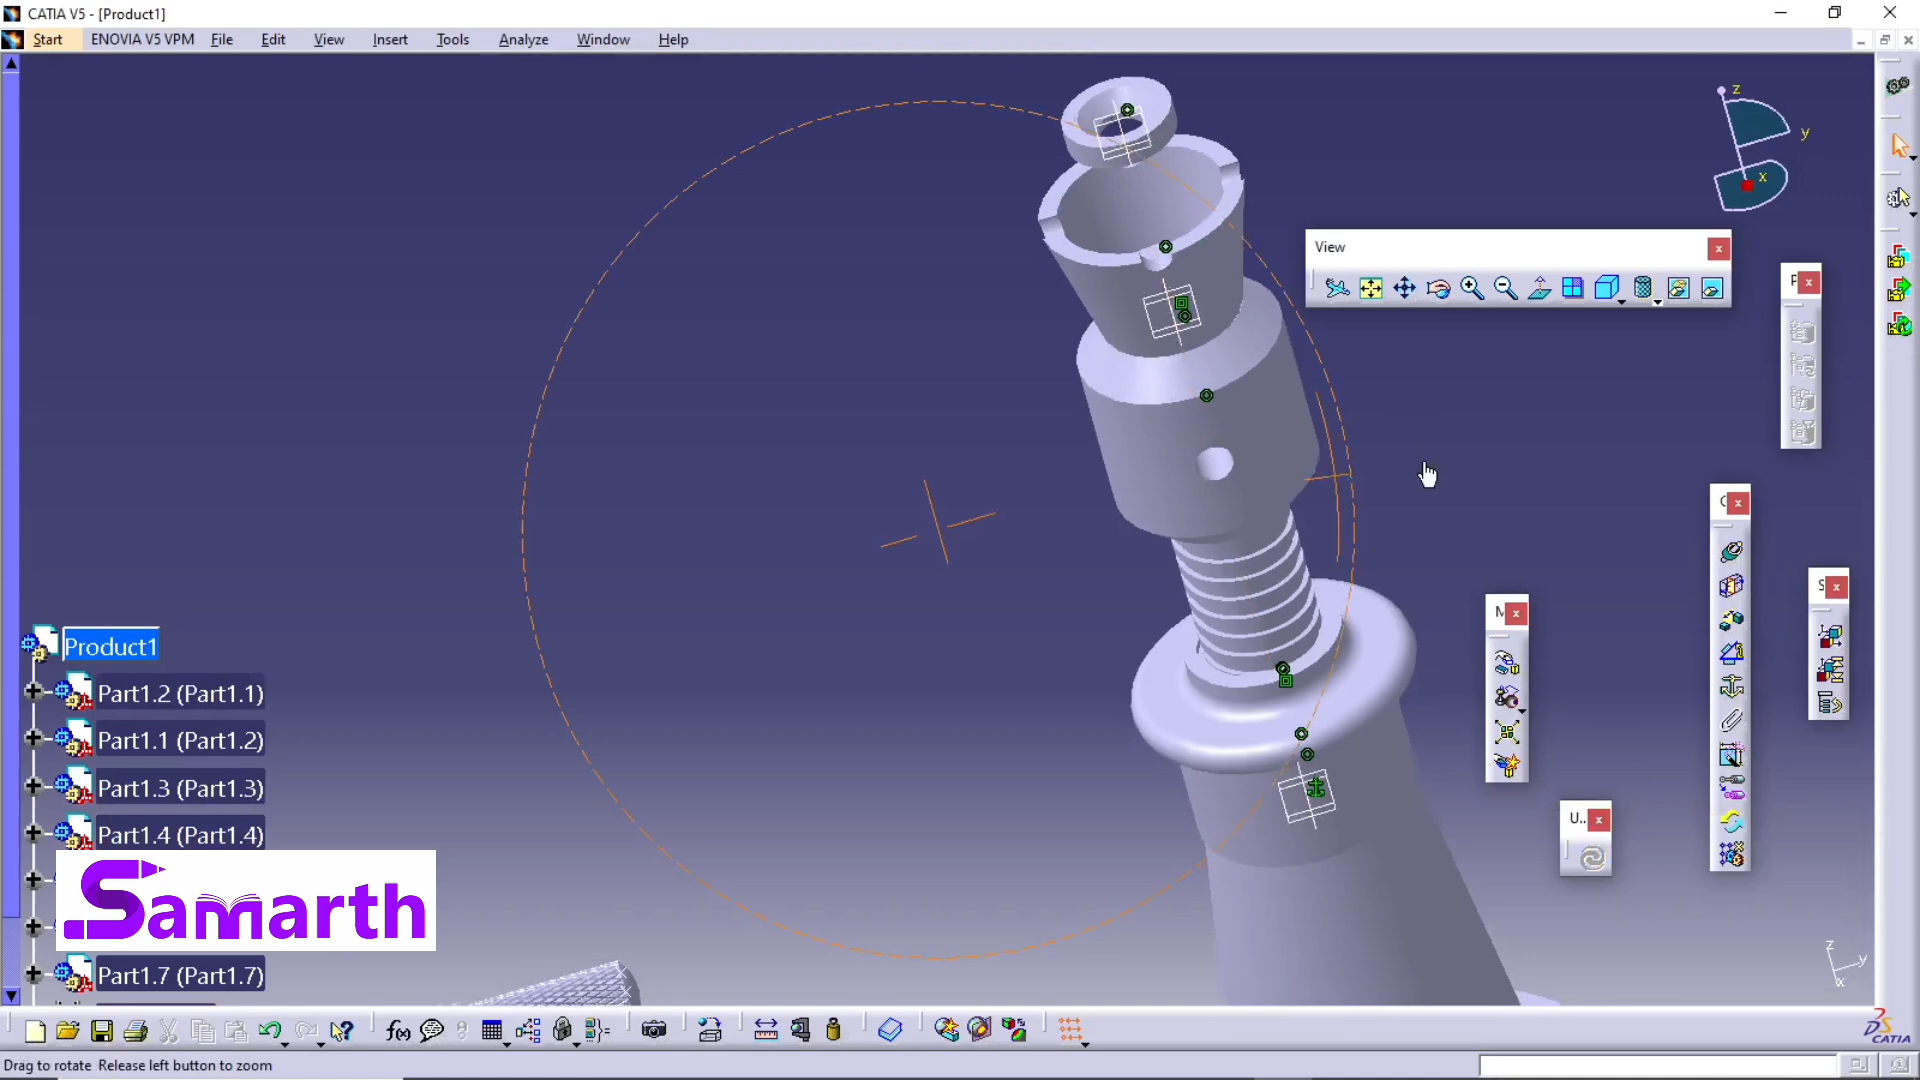 CATIA V5 - [Product1]
Start ENOVIA V5 VPM File Edit View Insert Tools Analyze Window Help
z
y
x
View
P
C
S
M
U..
Product1
Part1.2 (Part1.1)
Part1.1 (Part1.2)
Part1.3 (Part1.3)
Part1.4 (Part1.4)
Samarth
Part1.7 (Part1.7)
z
y
x
f(x)
CATIA
Drag to rotate Release left button to zoom